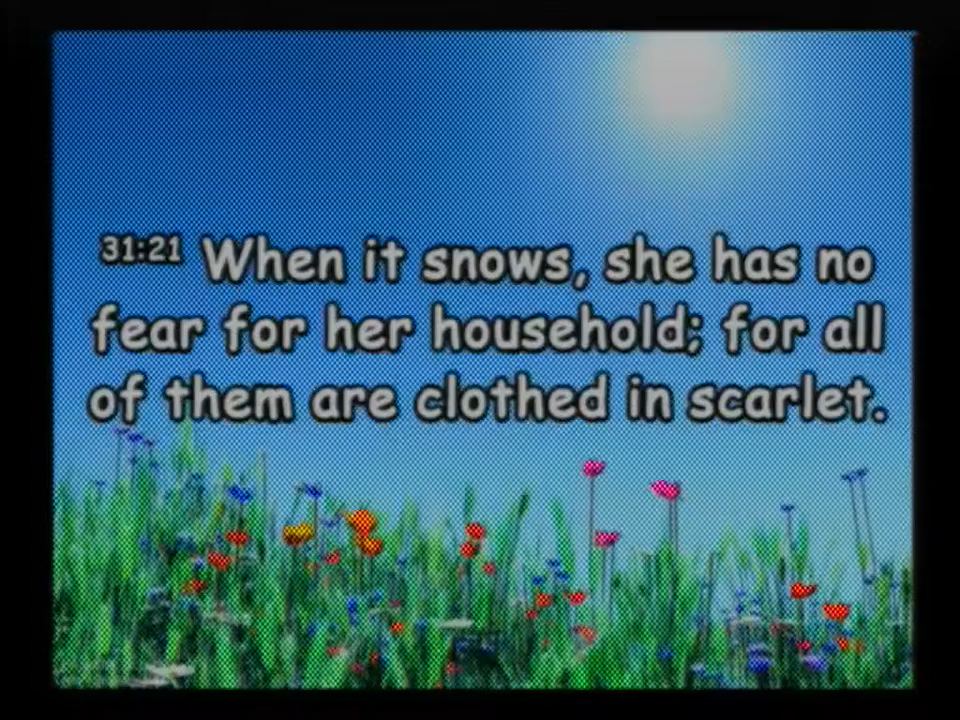 31:21 When it snows, she has no
fear for her household; for all
of them are clothed in scarlet.